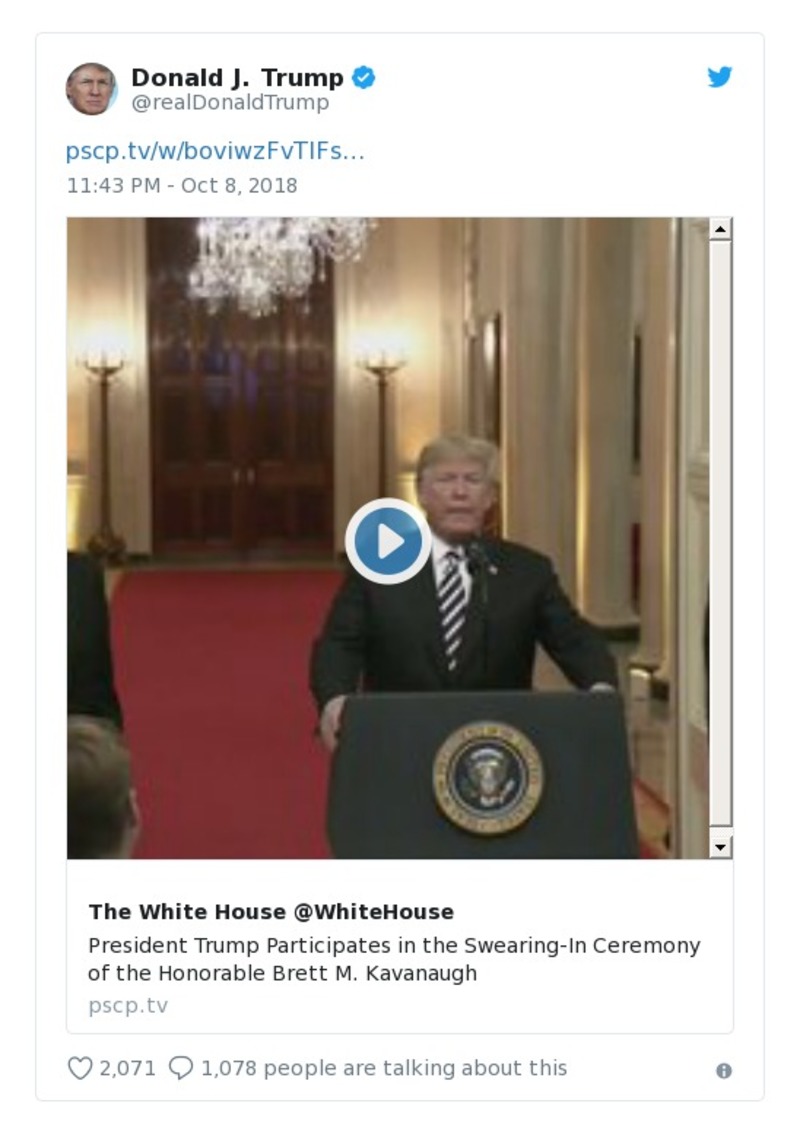 Donald J. Trump
@realDonaldTrump
pscp.tv/w/boviwzFvTIFs…
11:43 PM - Oct 8, 2018
The White House @WhiteHouse
President Trump Participates in the Swearing-In Ceremony
of the Honorable Brett M. Kavanaugh
pscp.tv
2,071 1,078 people are talking about this